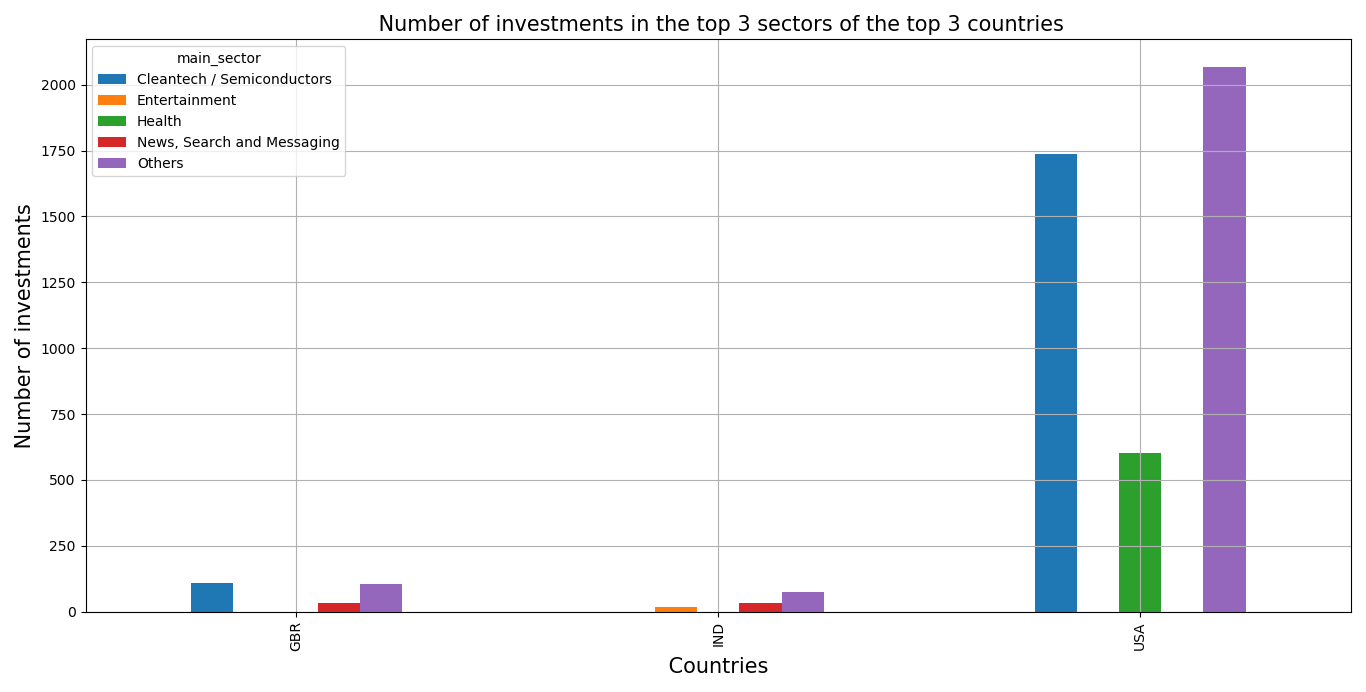 Number of investments in the top 3 sectors of the top 3 countries
main_sector
Cleantech / Semiconductors
Entertainment
Health
News, Search and Messaging
Others
Number of investments
2000
1750
1500
1250
1000
750
500
250
0
GBR
IND
USA
Countries